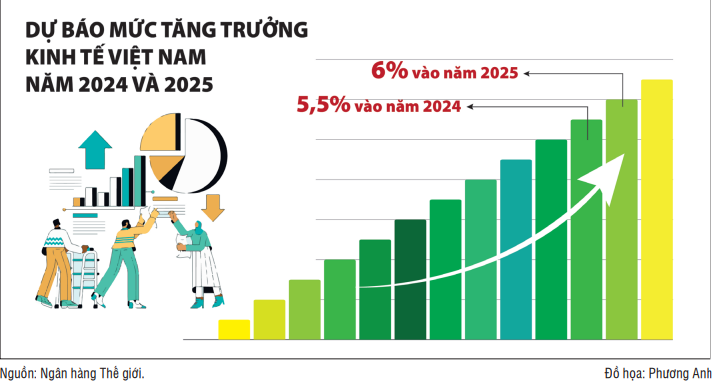 DỰ BÁO MỨC TĂNG TRƯỞNG
KINH TẾ VIỆT NAM
NĂM 2024 VÀ 2025
6% vào năm 2025
5,5% vào năm 2024
Nguồn: Ngân hàng Thế giới.
Đồ họa: Phương Anh